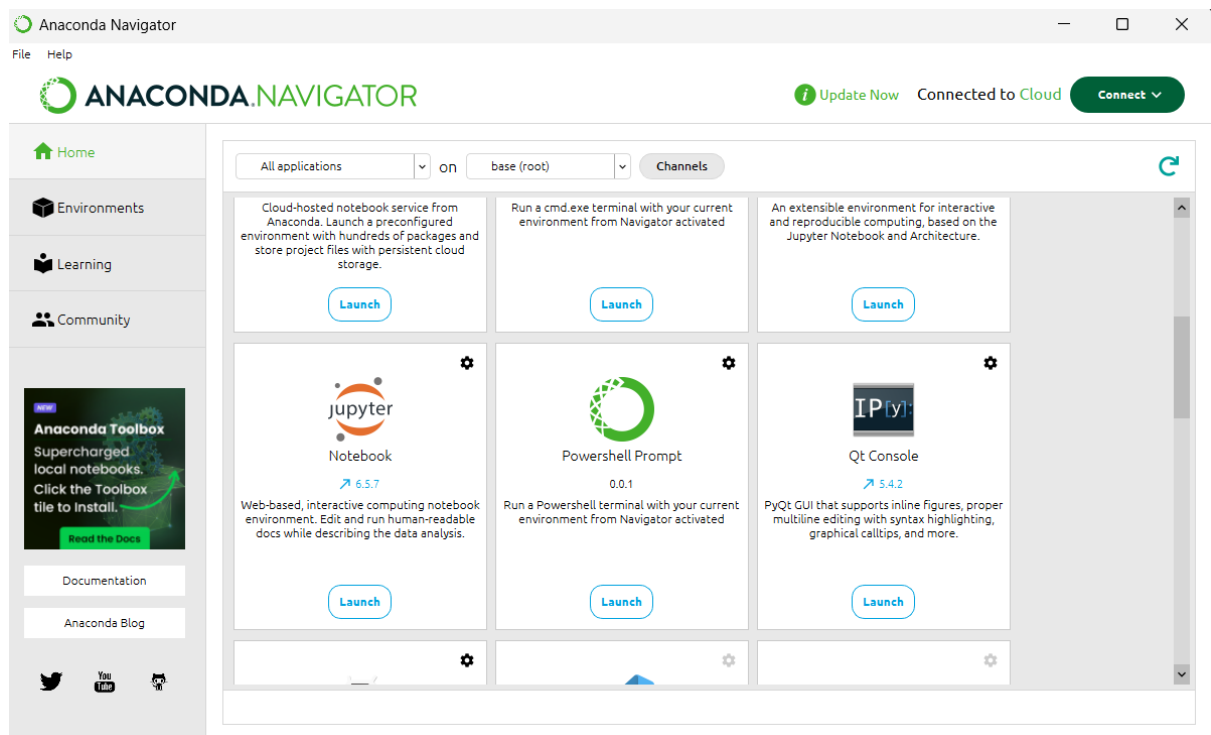 Anaconda Navigator
File Help
ANACONDA.NAVIGATOR
i Update Now Connected to Cloud Connect
Home
Environments
Learning
Community
NEW
Anaconda Toolbox
Supercharged
local notebooks.
Click the Toolbox
tile to Install.
Read the Docs
Documentation
Anaconda Blog
You
Tube
All applications on base (root) Channels
Cloud-hosted notebook service from
Anaconda. Launch a preconfigured
environment with hundreds of packages and
store project files with persistent cloud
storage.
Launch
Run a cmd.exe terminal with your current
environment from Navigator activated
Launch
An extensible environment for interactive
and reproducible computing, based on the
Jupyter Notebook and Architecture.
Launch
jupyter
Notebook
6.5.7
Web-based, interactive computing notebook
environment. Edit and run human-readable
docs while describing the data analysis.
Launch
Powershell Prompt
0.0.1
Run a Powershell terminal with your current
environment from Navigator activated
Launch
IP[y]:
Qt Console
5.4.2
PyQt GUI that supports inline figures, proper
multiline editing with syntax highlighting,
graphical calltips, and more.
Launch